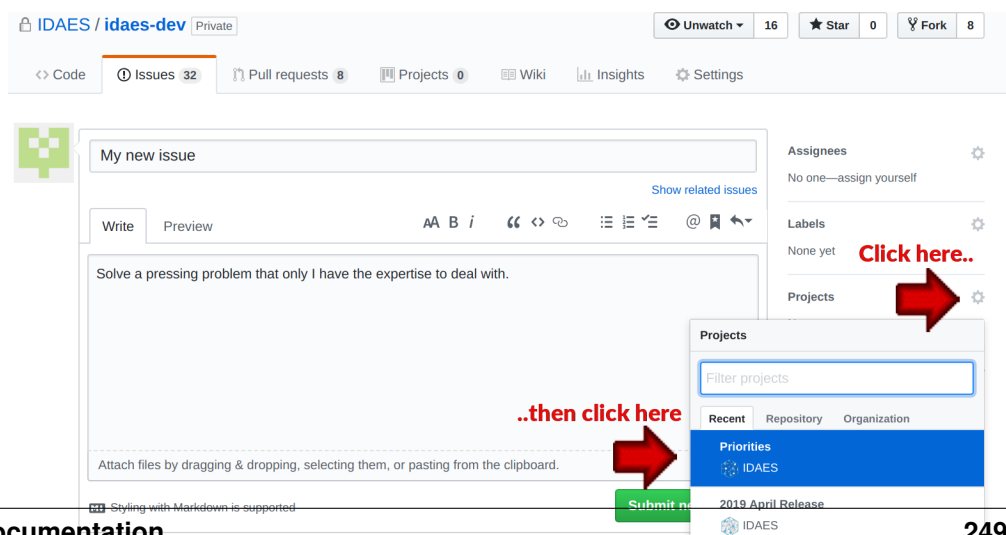 IDAES / idaes-dev Private
Unwatch 16 Star 0 Fork 8
Code Issues 32 Pull requests 8 Projects 0 Wiki Insights Settings
My new issue
Show related issues
Write Preview AA B i
Solve a pressing problem that only I have the expertise to deal with.
Attach files by dragging & dropping, selecting them, or pasting from the clipboard.
Styling with Markdown is supported
Submit
Assignees
No one—assign yourself
Labels
None yet
Click here..
Projects
Projects
Filter projects
..then click here
Recent Repository Organization
Priorities
IDAES
2019 April Release
IDAES
249